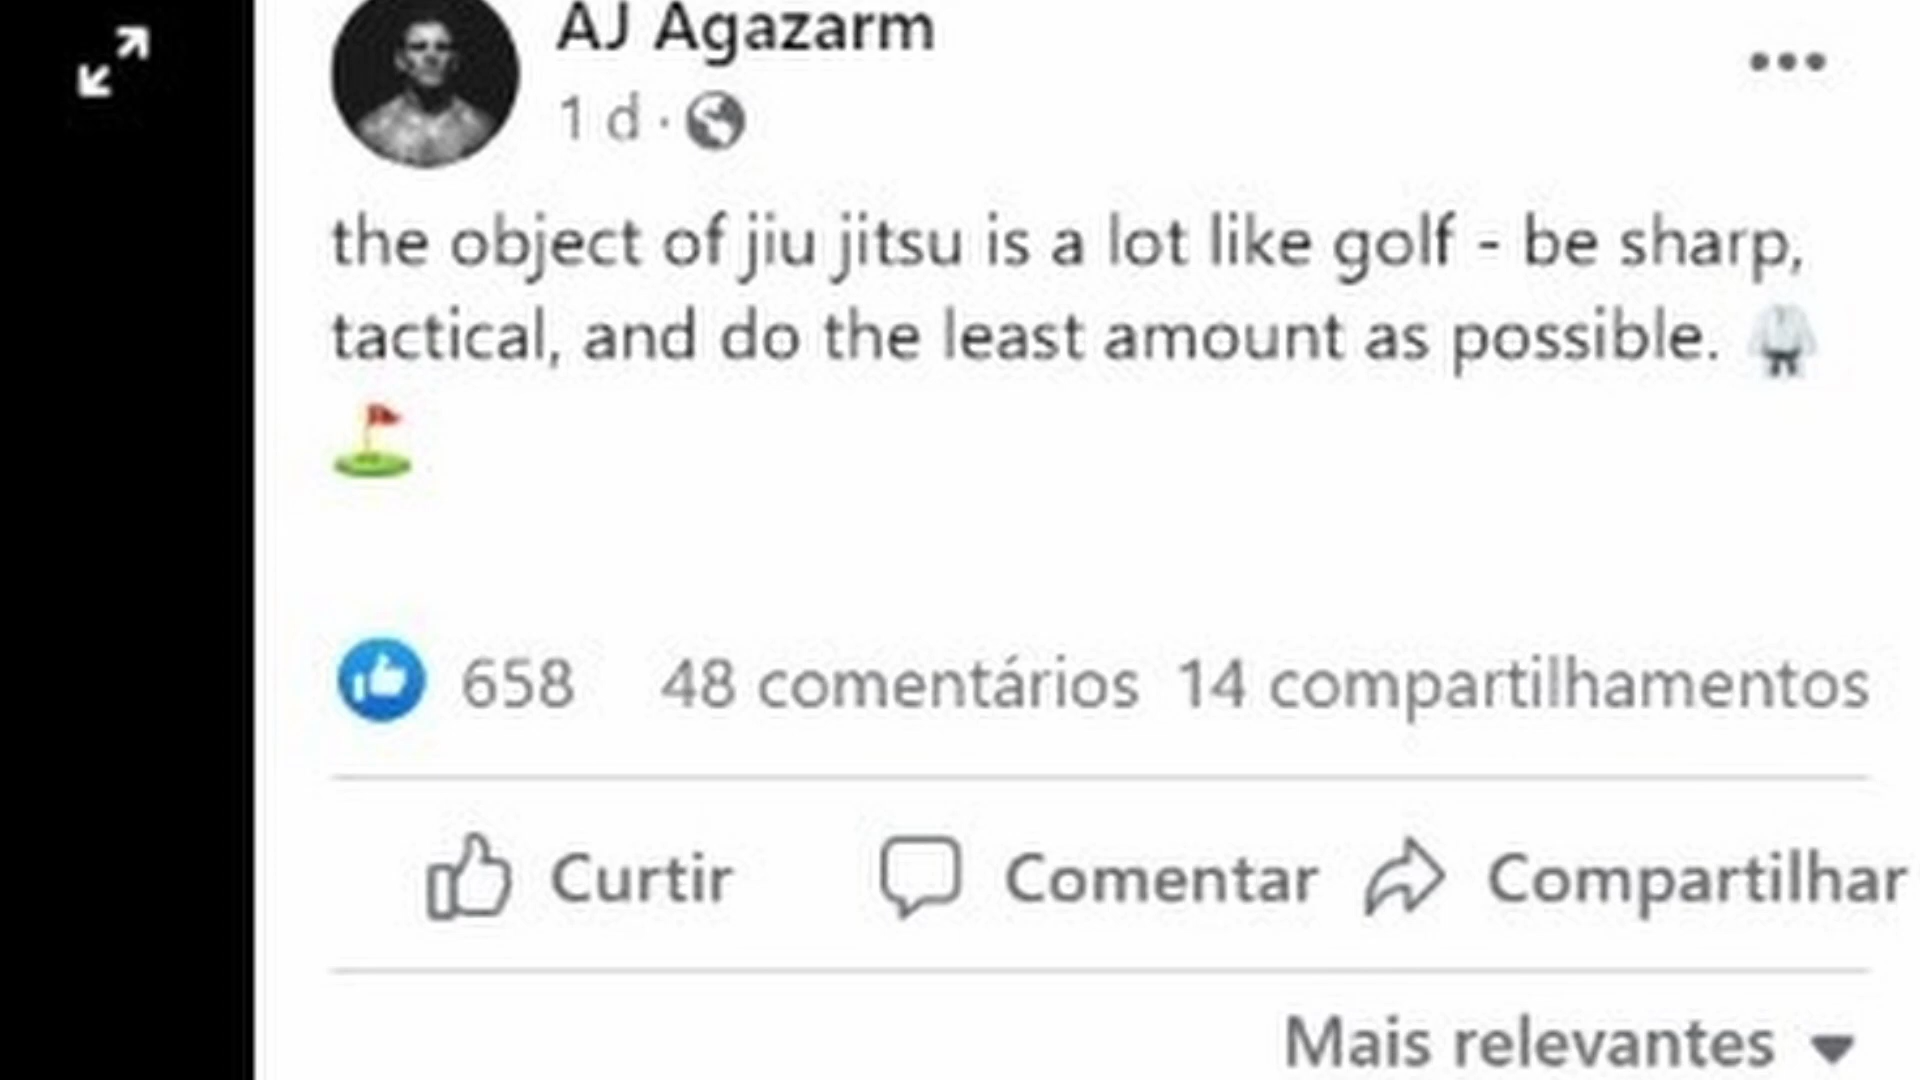 AJ Agazarm
1 d ·
the object of jiu jitsu is a lot like golf - be sharp,
tactical, and do the least amount as possible. 🥋
⛳
658 48 comentários 14 compartilhamentos
Curtir Comentar Compartilhar
Mais relevantes